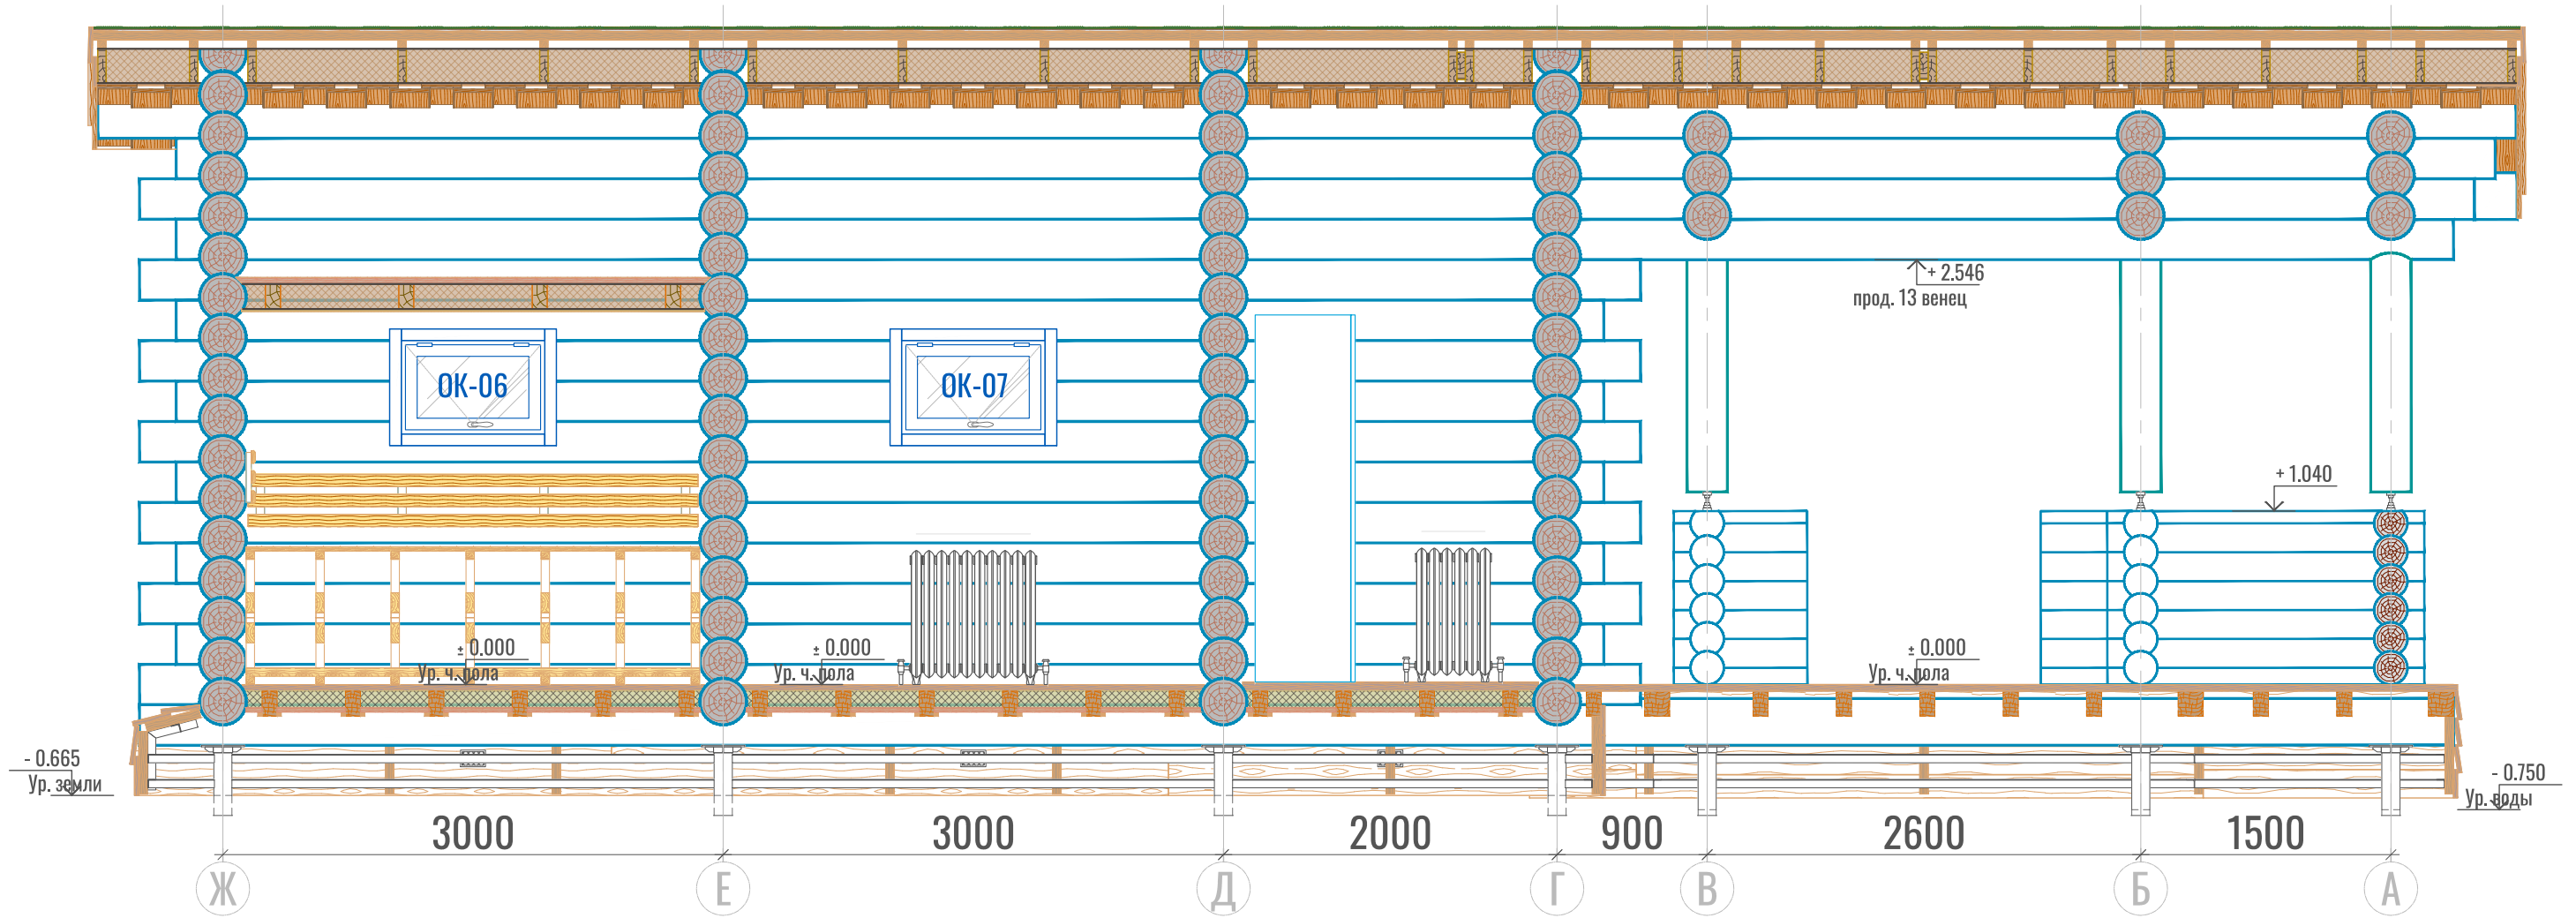 + 2.546
прод. 13 венец
ОК-06
ОК-07
+ 1.040
± 0.000
Ур. ч. пола
± 0.000
Ур. ч. пола
± 0.000
Ур. ч. пола
- 0.665
Ур. земли
- 0.750
Ур. воды
3000
3000
2000
900
2600
1500
Ж
Е
Д
Г
В
Б
А